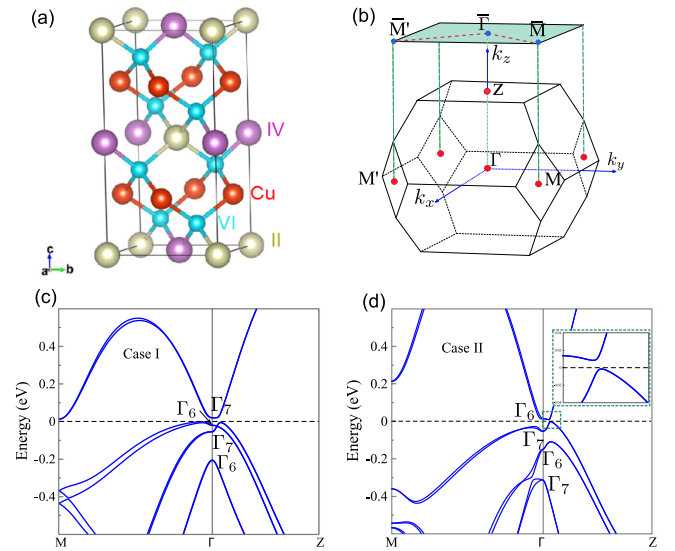 (a)
IV
Cu
VI
II
c
a
b
(b)
M̄'
Γ̄
M̄
k_z
Z
Γ
k_y
M'
M
k_x
(c)
Energy (eV)
0.4
0.2
0
-0.2
-0.4
Case I
Γ₆
Γ₇
Γ₇
Γ₆
M
Γ
Z
(d)
Energy (eV)
0.4
0.2
0
-0.2
-0.4
Case II
Γ₆
Γ₇
Γ₆
Γ₇
0
M
Γ
Z